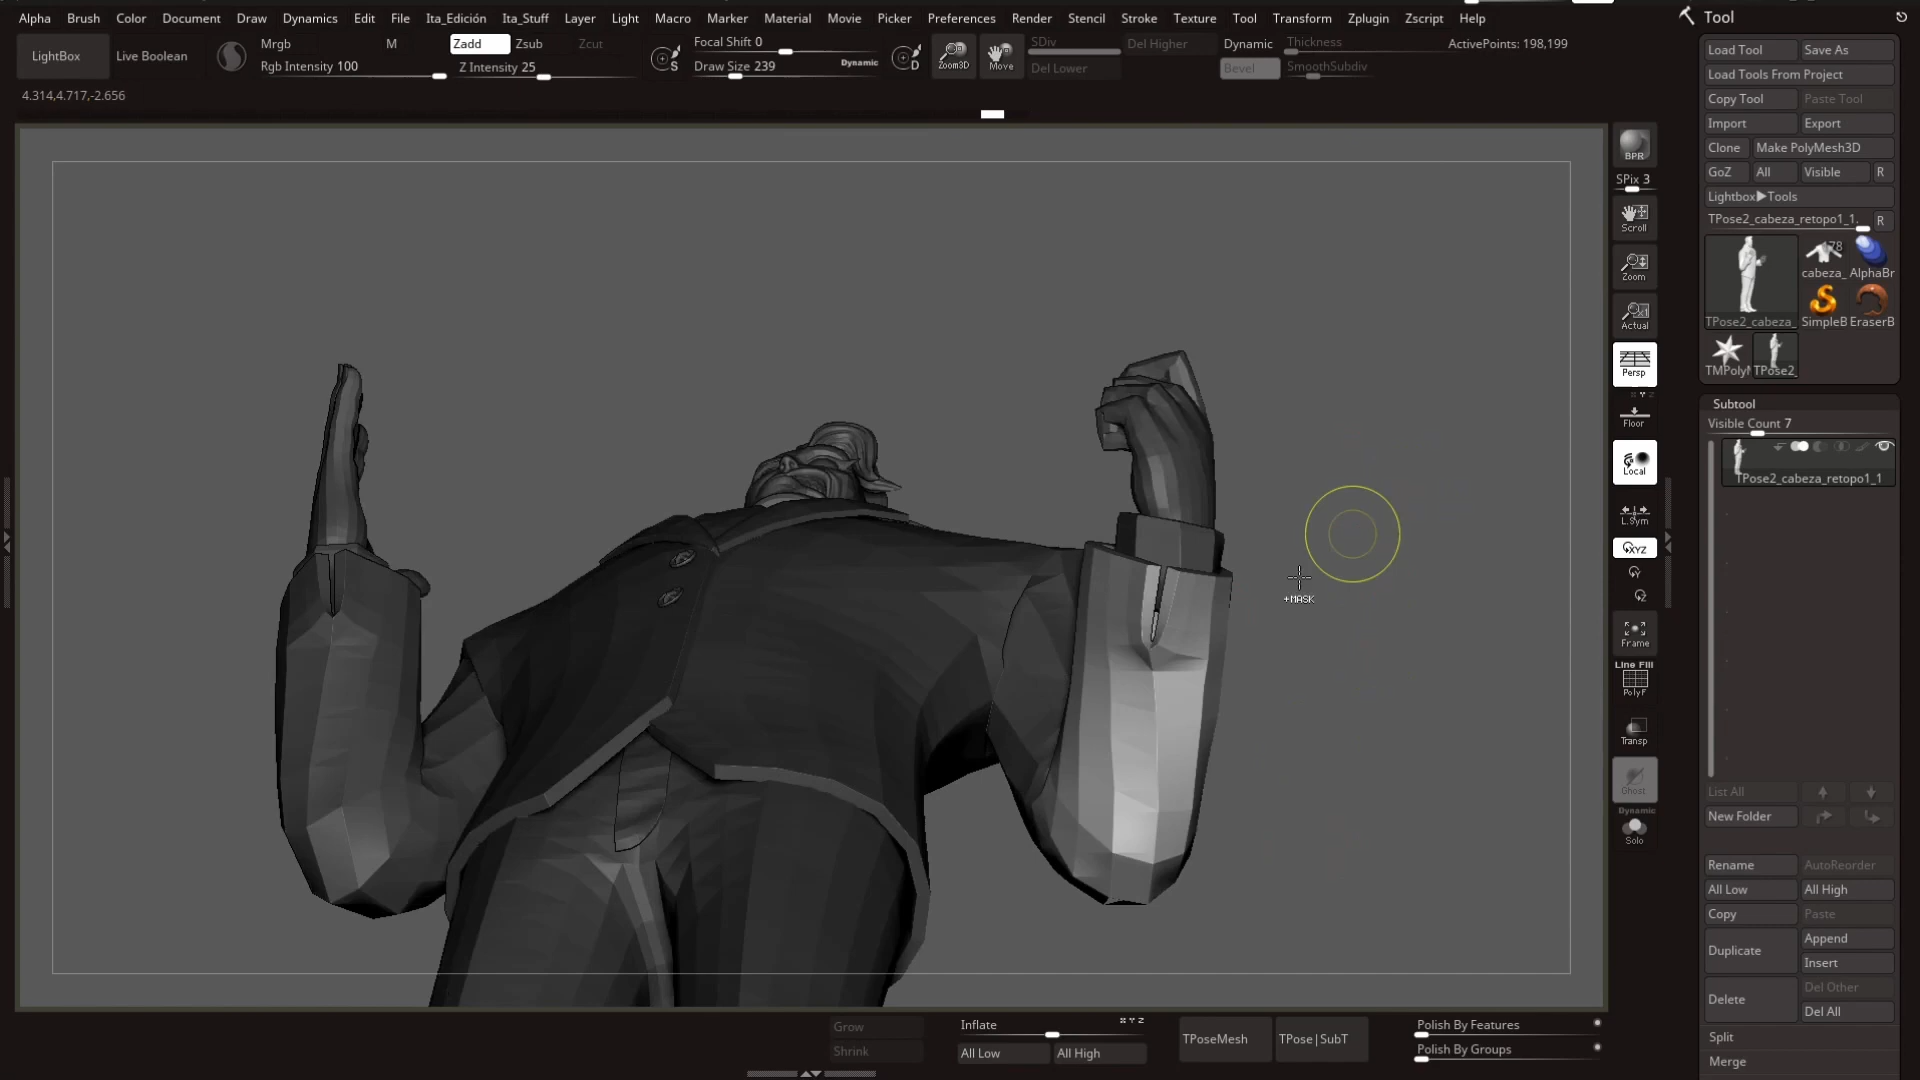 Alpha Brush Color Document Draw Dynamics Edit File Ita_Edición Ita_Stuff Layer Light Macro Marker Material Movie Picker Preferences Render Stencil Stroke Texture Tool Transform Zplugin Zscript Help
Tool
LightBox
Live Boolean
Mrgb
M
Rgb Intensity 100
Zadd
Zsub
Zcut
Z Intensity 25
S
Focal Shift 0
Draw Size 239
Dynamic
D
Zoom3D
Move
SDiv
Del Lower
Del Higher
Dynamic
Bevel
Thickness
SmoothSubdiv
ActivePoints: 198,199
4.314,4.717,-2.656
Load Tool
Save As
Load Tools From Project
Copy Tool
Paste Tool
Import
Export
Clone
Make PolyMesh3D
GoZ
All
Visible
R
Lightbox▶Tools
TPose2_cabeza_retopo1_1.
R
178
TPose2_cabeza_
cabeza_
AlphaBr
SimpleB
EraserB
TMPolyM
TPose2_
Subtool
Visible Count 7
TPose2_cabeza_retopo1_1
List All
New Folder
Rename
AutoReorder
All Low
All High
Copy
Paste
Duplicate
Append
Insert
Delete
Del Other
Del All
Split
Merge
BPR
SPix 3
Scroll
Zoom
Actual
Persp
Floor
Local
L.Sym
XYZ
Y
Z
Frame
Line Fill
PolyF
Transp
Ghost
Dynamic
Solo
+MASK
Grow
Shrink
Inflate
X Y Z
All Low
All High
TPoseMesh
TPose|SubT
Polish By Features
Polish By Groups